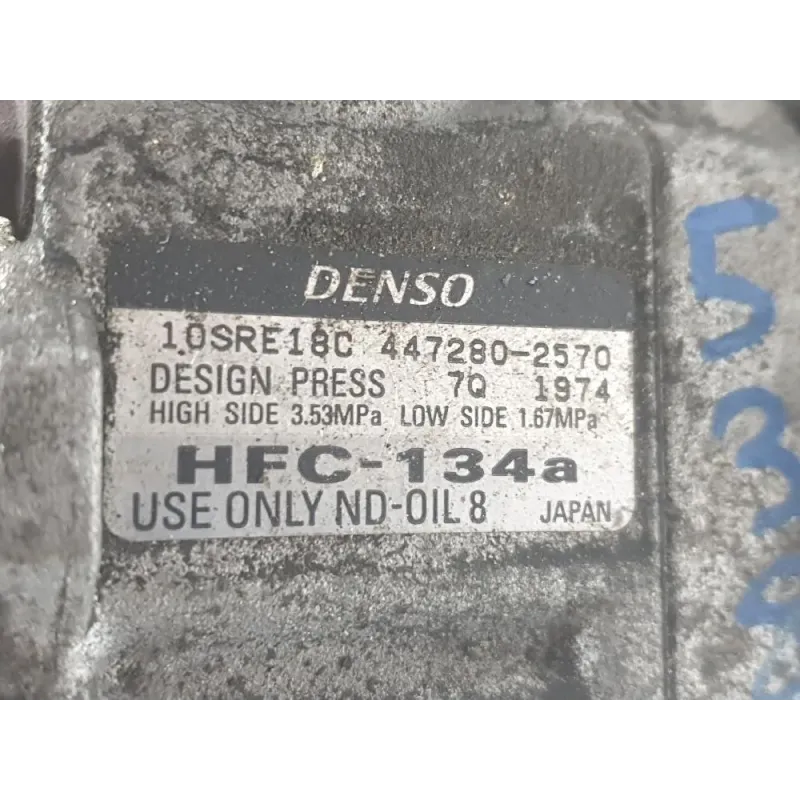 DENSO
10SRE18C 447280-2570
DESIGN PRESS 7Q 1974
HIGH SIDE 3.53MPa LOW SIDE 1.67MPa
HFC-134a
USE ONLY ND-OIL 8 JAPAN
53